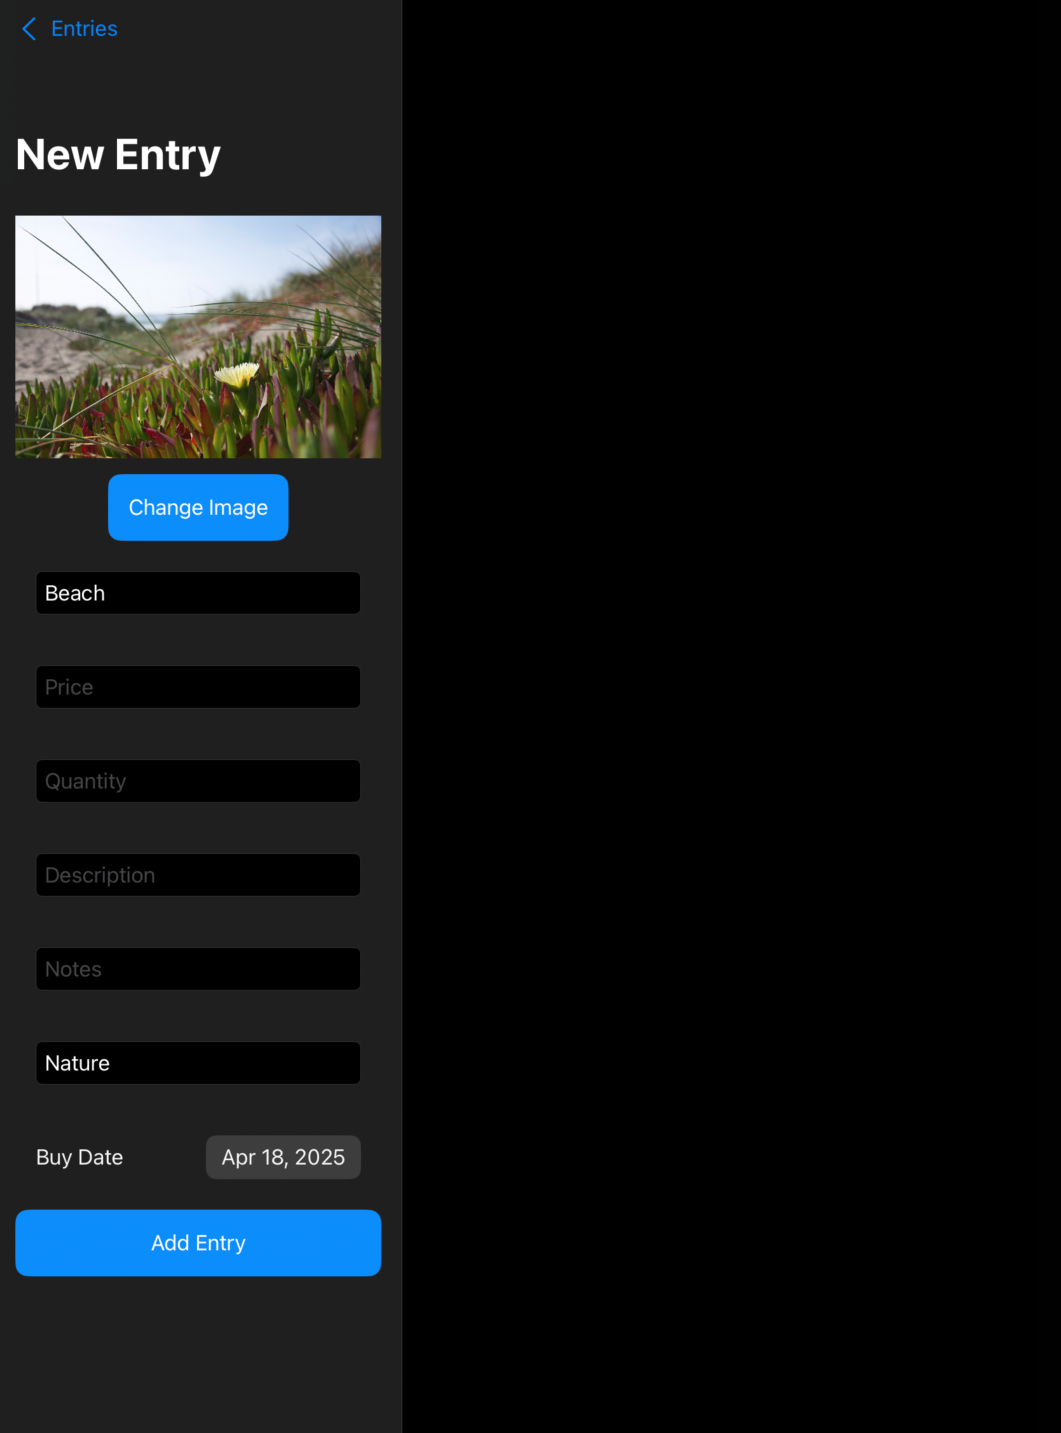 Entries
New Entry
Change Image
Beach
Price
Quantity
Description
Notes
Nature
Buy Date Apr 18, 2025
Add Entry